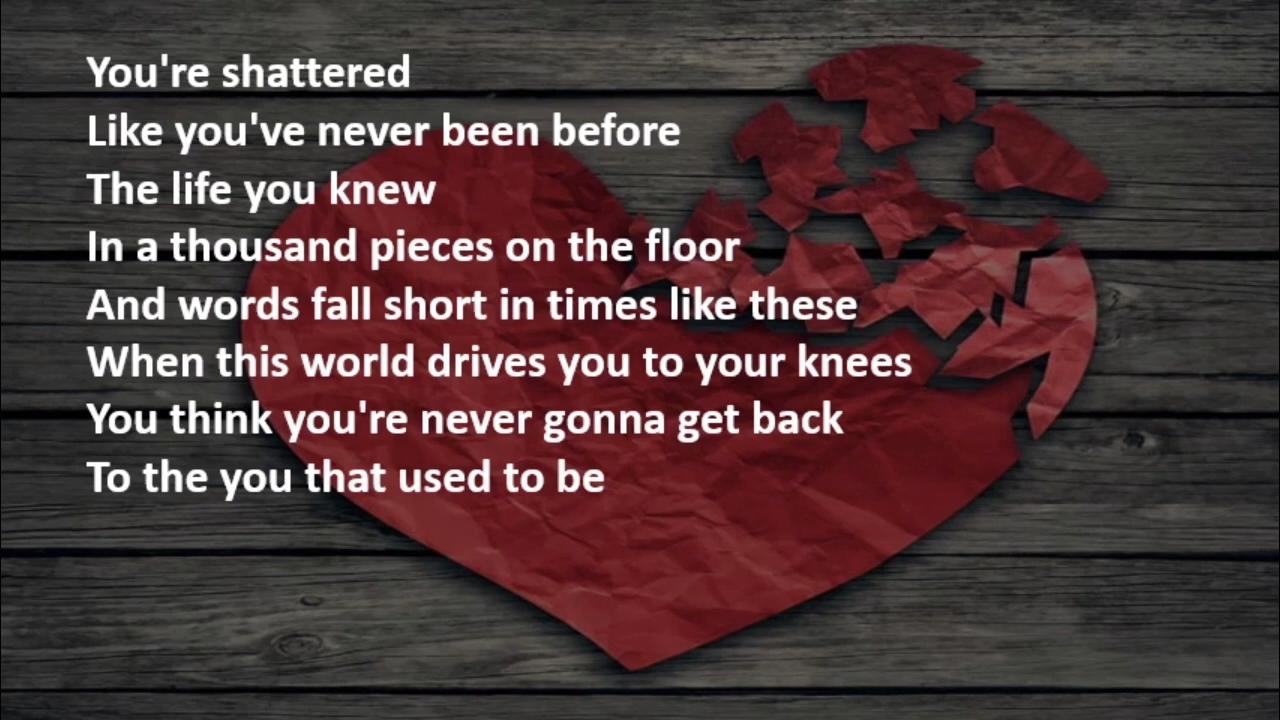 You're shattered
Like you've never been before
The life you knew
In a thousand pieces on the floor
And words fall short in times like these
When this world drives you to your knees
You think you're never gonna get back
To the you that used to be